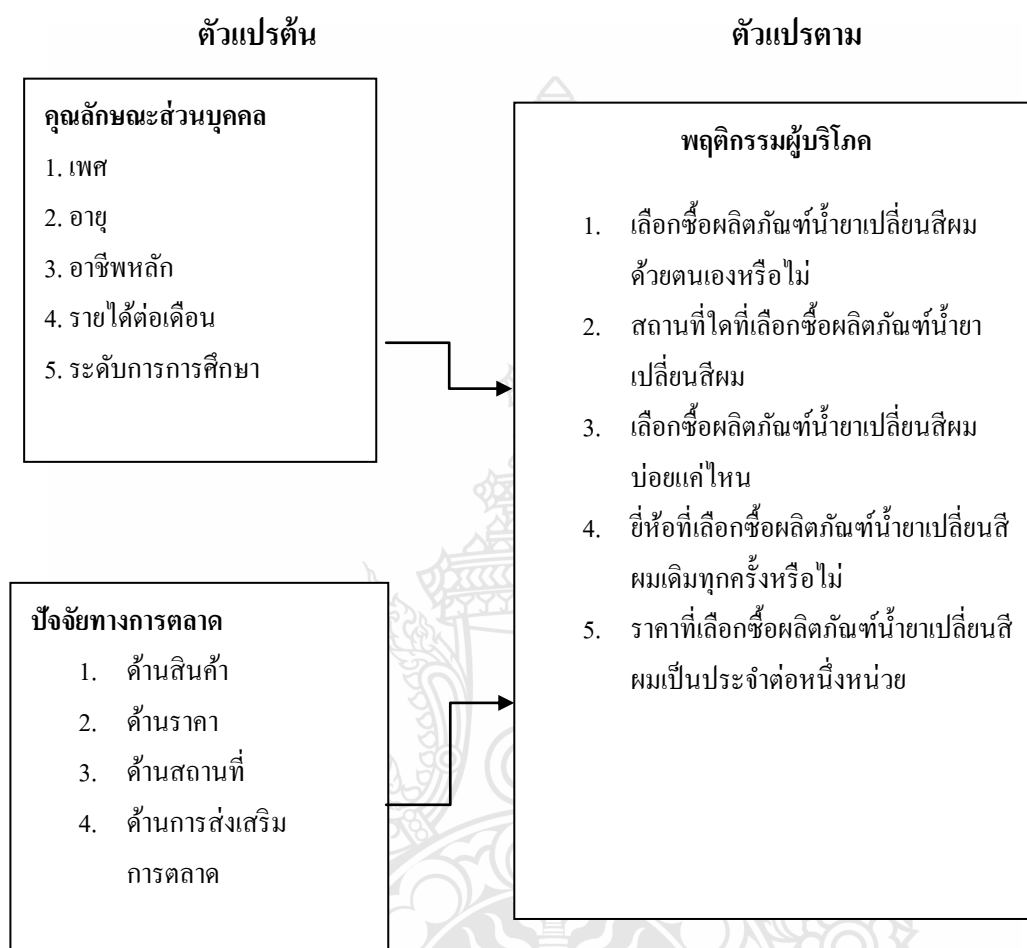 ตัวแปรต้น
ตัวแปรตาม
คุณลักษณะส่วนบุคคล
1. เพศ
2. อายุ
3. อาชีพหลัก
4. รายได้ต่อเดือน
5. ระดับการการศึกษา
ปัจจัยทางการตลาด
1. ด้านสินค้า
2. ด้านราคา
3. ด้านสถานที่
4. ด้านการส่งเสริม
การตลาด
พฤติกรรมผู้บริโภค
1. เลือกซื้อผลิตภัณฑ์น้ำยาเปลี่ยนสีผม
ด้วยตนเองหรือไม่
2. สถานที่ใดที่เลือกซื้อผลิตภัณฑ์น้ำยา
เปลี่ยนสีผม
3. เลือกซื้อผลิตภัณฑ์น้ำยาเปลี่ยนสีผม
บ่อยแค่ไหน
4. ยี่ห้อที่เลือกซื้อผลิตภัณฑ์น้ำยาเปลี่ยนสี
ผมเดิมทุกครั้งหรือไม่
5. ราคาที่เลือกซื้อผลิตภัณฑ์น้ำยาเปลี่ยนสี
ผมเป็นประจำต่อหนึ่งหน่วย